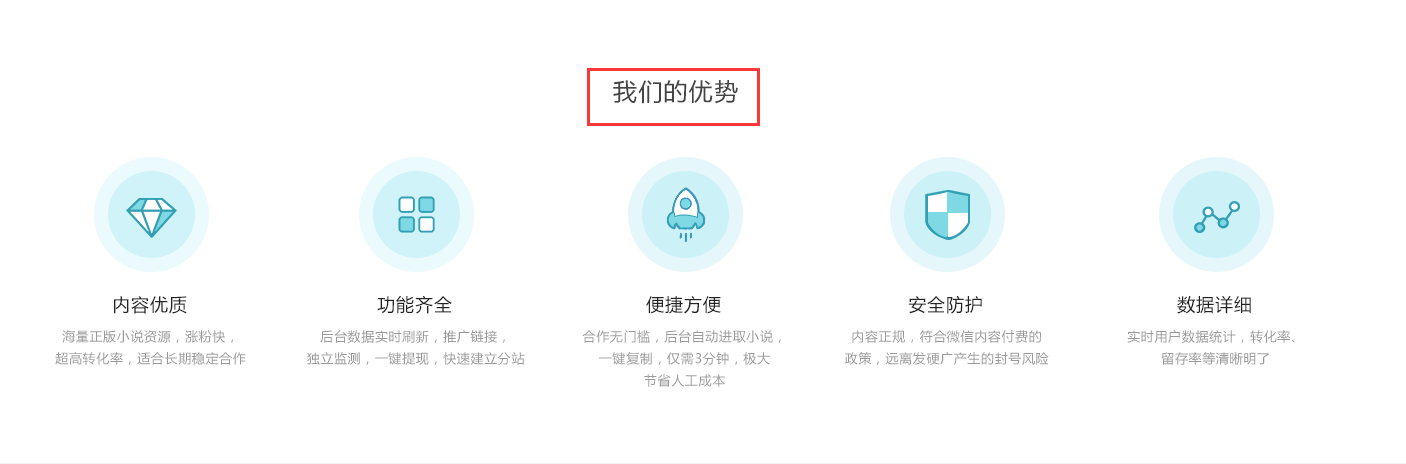 我们的优势
内容优质
海量正版小说资源，涨粉快，
超高转化率，适合长期稳定合作
功能齐全
后台数据实时刷新，推广链接，
独立监测，一键提现，快速建立分站
便捷方便
合作无门槛，后台自动进取小说，
一键复制，仅需3分钟，极大
节省人工成本
安全防护
内容正规，符合微信内容付费的
政策，远离发硬广产生的封号风险
数据详细
实时用户数据统计，转化率、
留存率等清晰明了